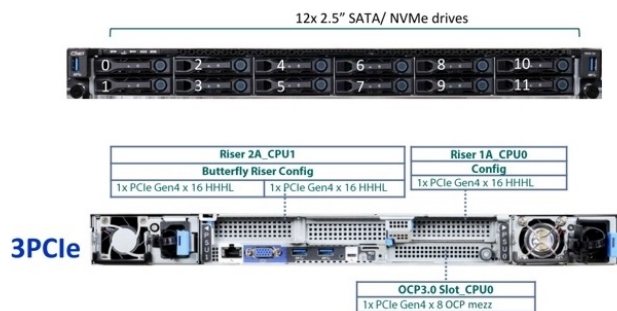 12x 2.5” SATA/ NVMe drives
0 2 4 6 8 10
1 3 5 7 9 11
Riser 2A_CPU1
Butterfly Riser Config
1x PCIe Gen4 x 16 HHHL
1x PCIe Gen4 x 16 HHHL
Riser 1A_CPU0
Config
1x PCIe Gen4 x 16 HHHL
3PCIe
OCP3.0 Slot_CPU0
1x PCIe Gen4 x 8 OCP mezz